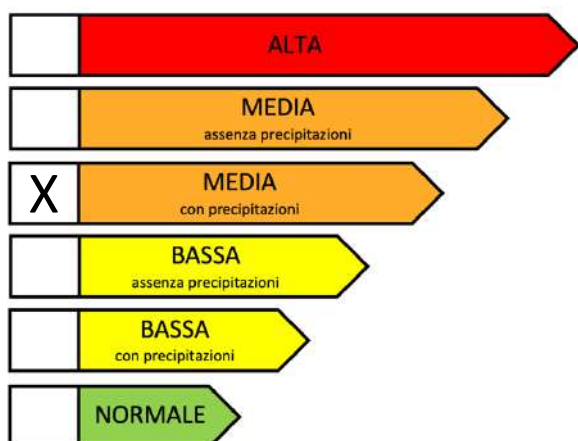 ALTA
MEDIA
assenza precipitazioni
X
MEDIA
con precipitazioni
BASSA
assenza precipitazioni
BASSA
con precipitazioni
NORMALE